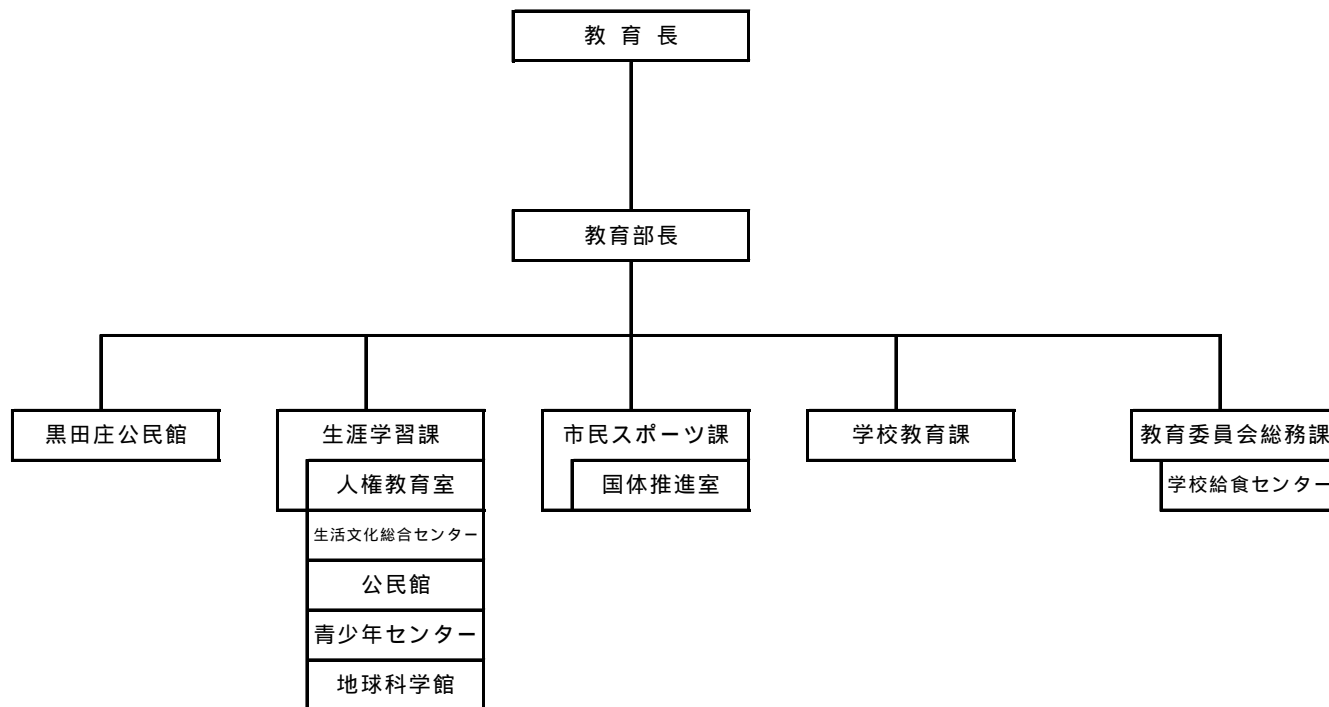 教育長
教育部長
黒田庄公民館
生涯学習課
人権教育室
生活文化総合センター
公民館
青少年センター
地球科学館
市民スポーツ課
国体推進室
学校教育課
教育委員会総務課
学校給食センター